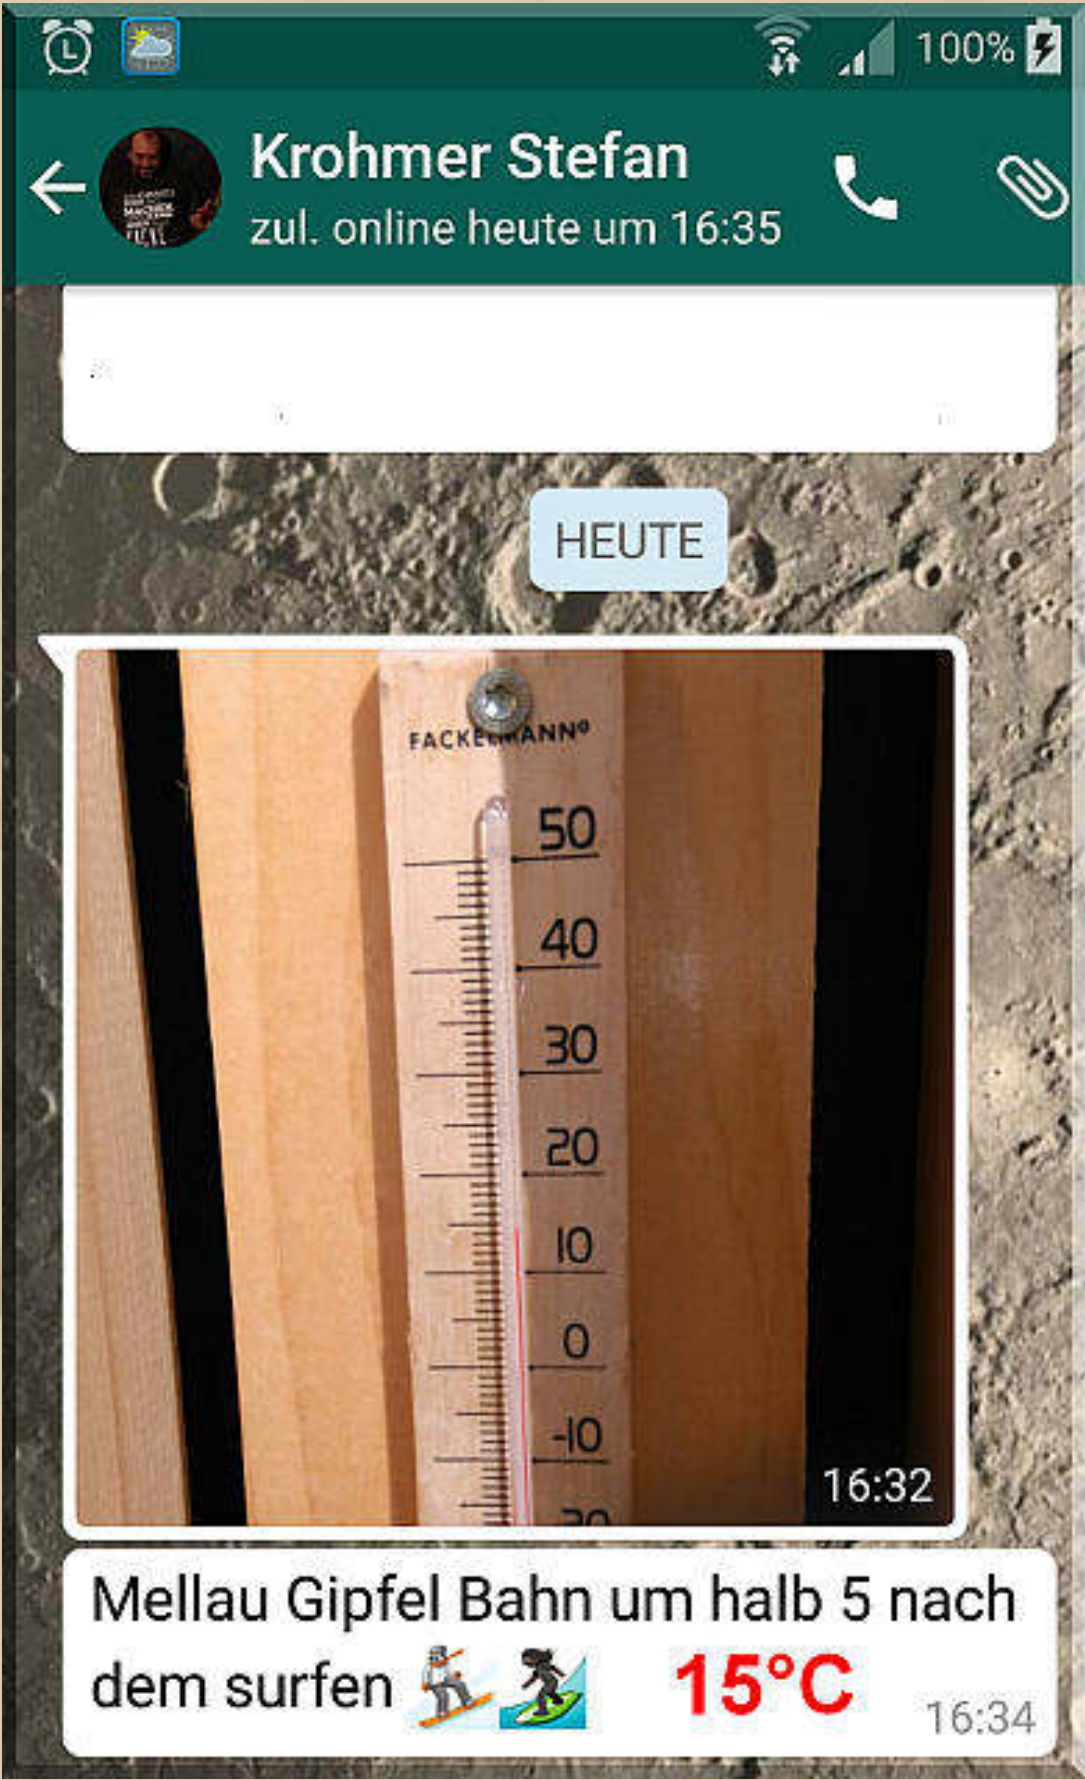 100%
Krohmer Stefan
zul. online heute um 16:35
HEUTE
FACKELMANN®
50
40
30
20
10
0
-10
16:32
Mellau Gipfel Bahn um halb 5 nach
dem surfen 15°C
16:34